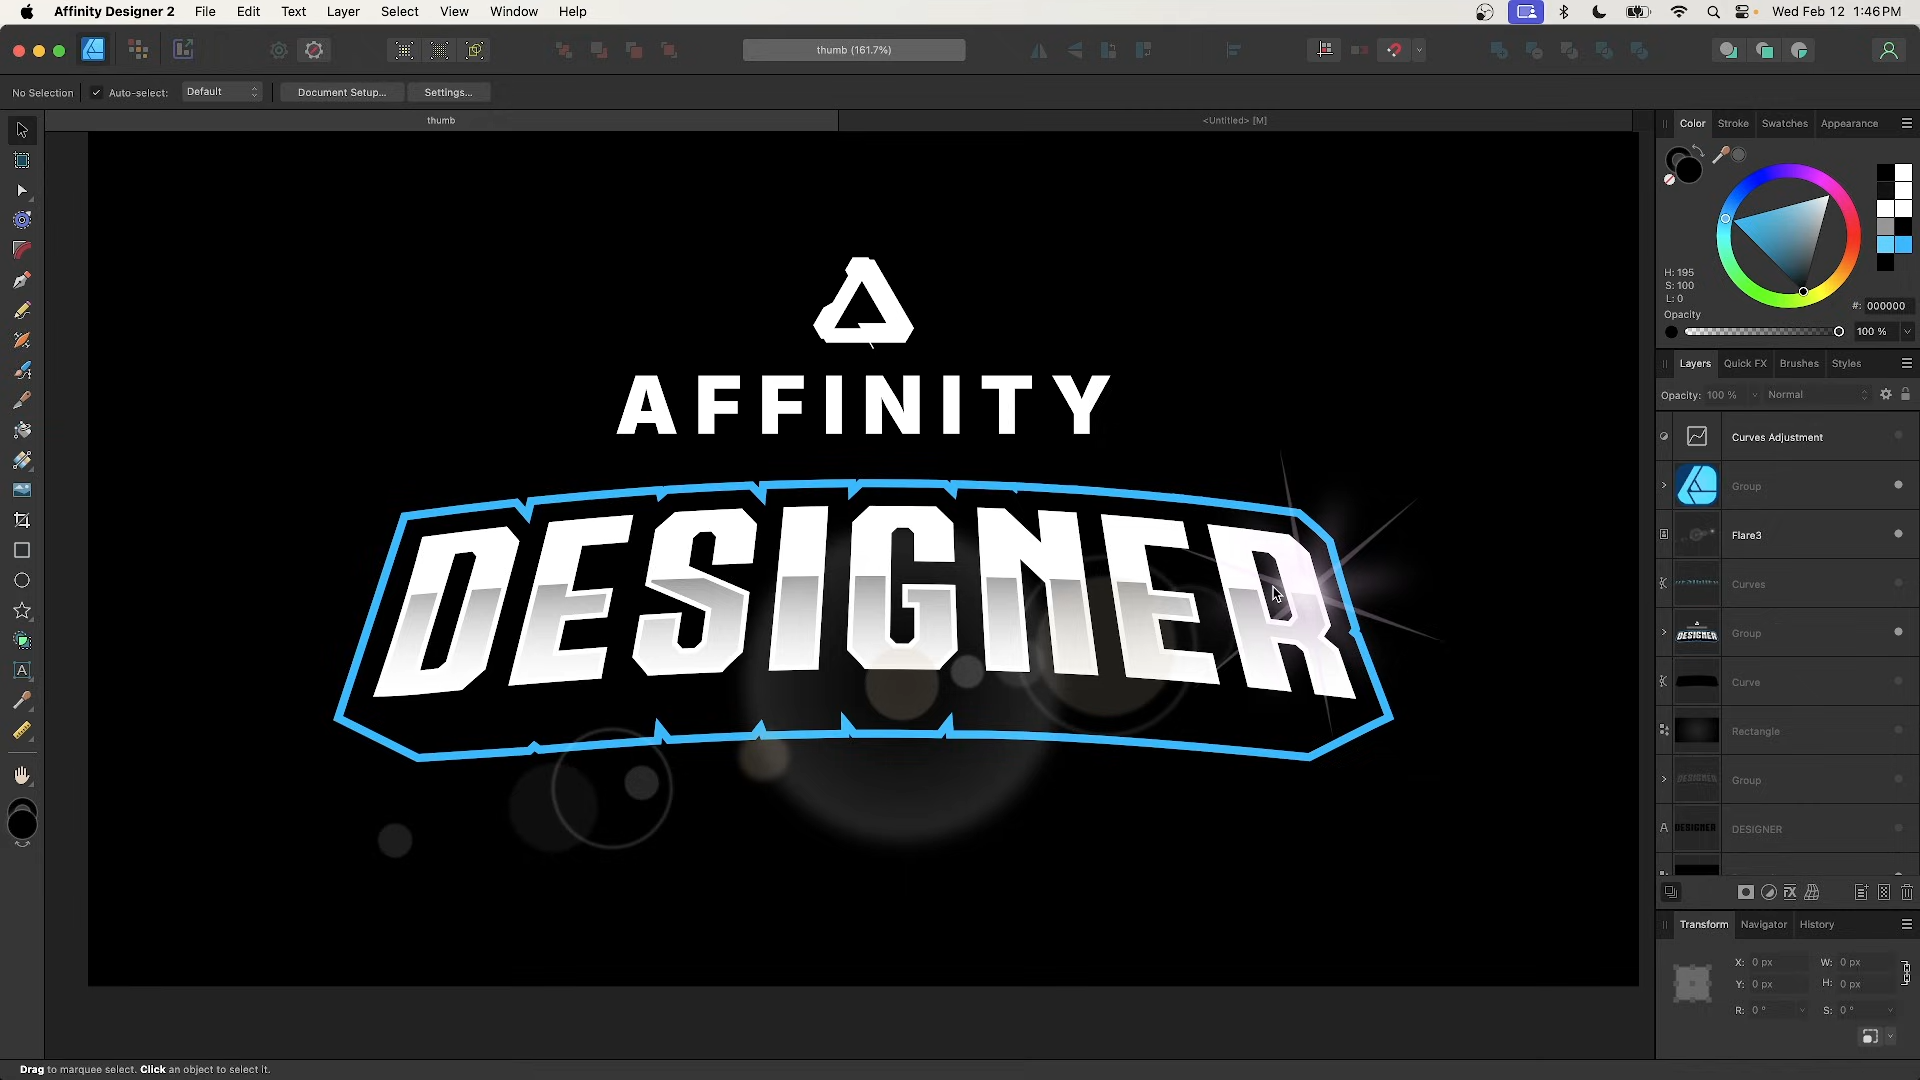 Affinity Designer 2 File Edit Text Layer Select View Window Help Wed Feb 12 1:46 PM
thumb (161.7%)
No Selection Auto-select: Default Document Setup... Settings...
thumb <Untitled> [M]
Color Stroke Swatches Appearance
H: 195
S: 100
L: 0
#: 000000
Opacity
100 %
Layers Quick FX Brushes Styles
Opacity: 100 % Normal
Curves Adjustment
Group
Flare3
Curves
Group
Curve
Rectangle
Group
DESIGNER
AFFINITY
DESIGNER
Transform Navigator History
X: 0 px W: 0 px
Y: 0 px H: 0 px
R: 0 ° S: 0 °
Drag to marquee select. Click an object to select it.